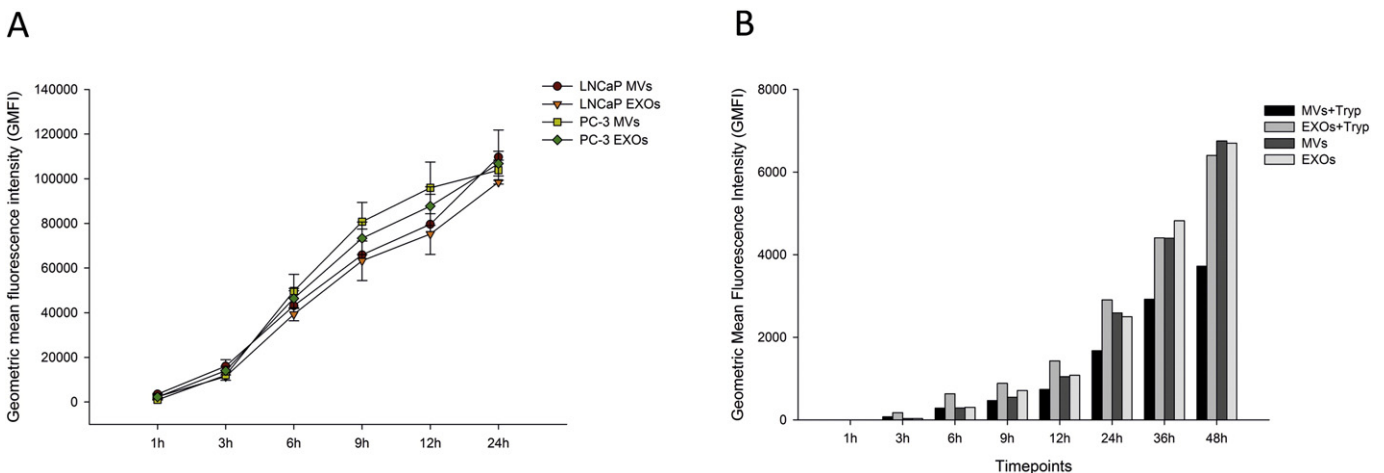 A
Geometric mean fluorescence intensity (GMFI)
140000
120000
100000
80000
60000
40000
20000
0
1h 3h 6h 9h 12h 24h
LNCaP MVs
LNCaP EXOs
PC-3 MVs
PC-3 EXOs
B
Geometric Mean Fluorescence Intensity (GMFI)
8000
6000
4000
2000
0
1h 3h 6h 9h 12h 24h 36h 48h
Timepoints
MVs+Tryp
EXOs+Tryp
MVs
EXOs